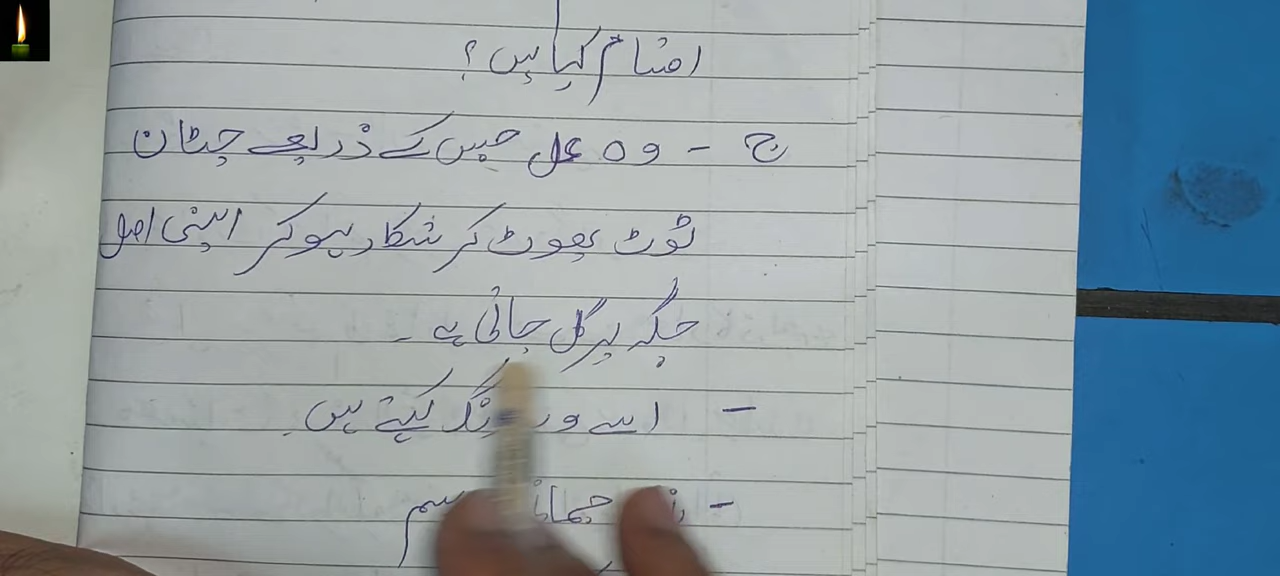 اقسام کیا ہیں ؟
ج - وہ عمل جس کے ذریعے چٹان
ٹوٹ پھوٹ کر شکار ہو کر اپنی اصل
جگہ پر گل جاتی ہے ۔
- اسے کہتے ہیں
-